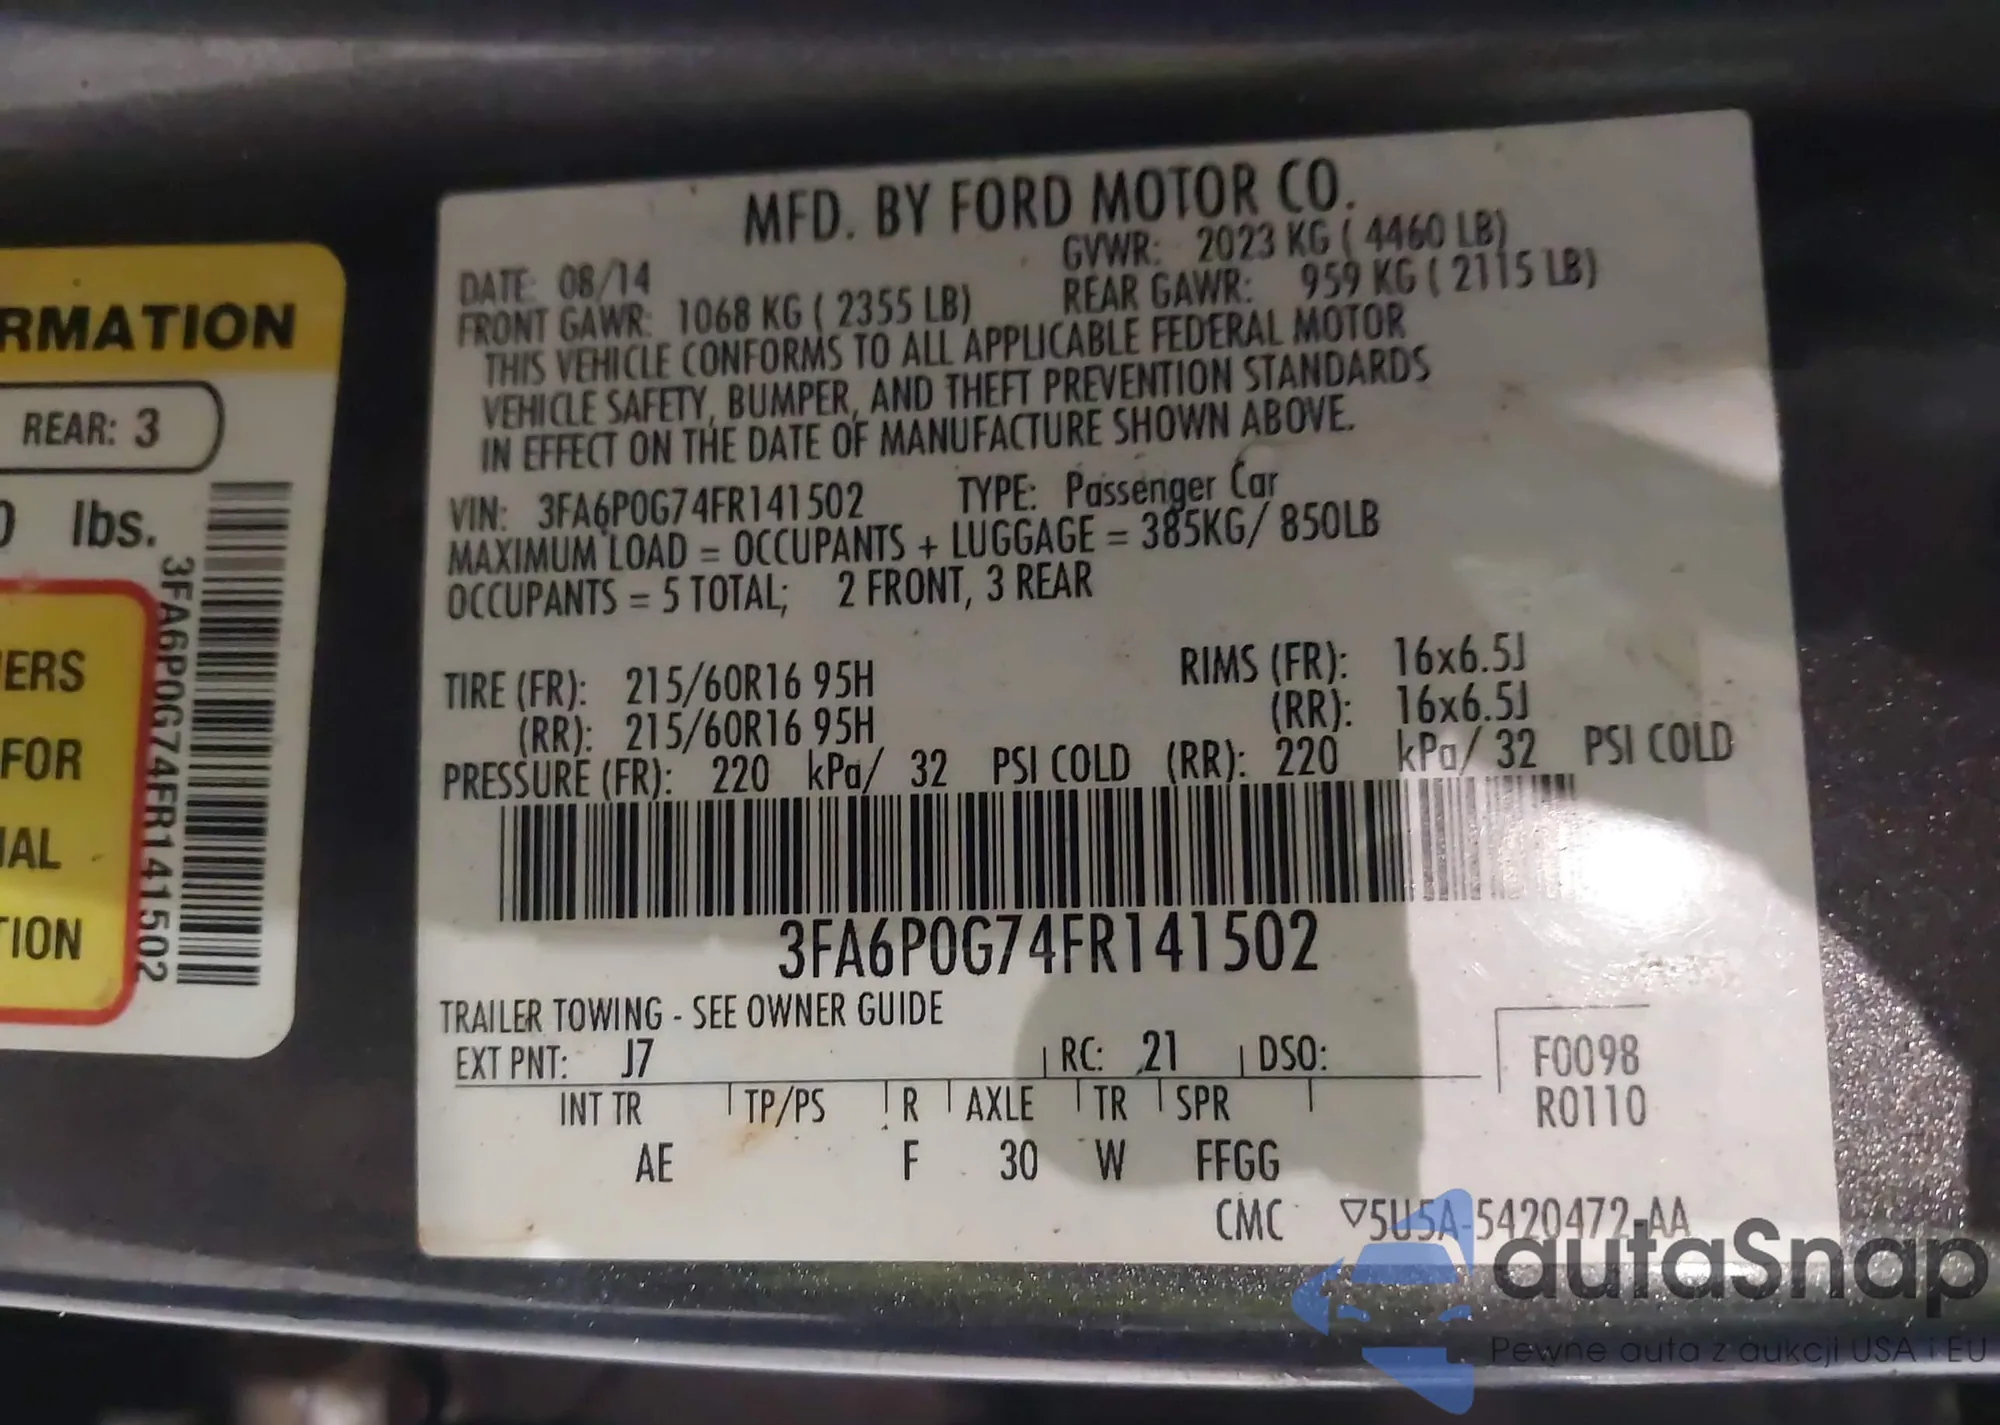 RMATION
REAR: 3
lbs.
ERS
FOR
IAL
TION
3FA6P0G74FR141502
MFD. BY FORD MOTOR CO.
DATE: 08/14 GVWR: 2023 KG ( 4460 LB)
FRONT GAWR: 1068 KG ( 2355 LB) REAR GAWR: 959 KG ( 2115 LB)
THIS VEHICLE CONFORMS TO ALL APPLICABLE FEDERAL MOTOR
VEHICLE SAFETY, BUMPER, AND THEFT PREVENTION STANDARDS
IN EFFECT ON THE DATE OF MANUFACTURE SHOWN ABOVE.
VIN: 3FA6P0G74FR141502 TYPE: Passenger Car
MAXIMUM LOAD = OCCUPANTS + LUGGAGE = 385KG/ 850LB
OCCUPANTS = 5 TOTAL; 2 FRONT, 3 REAR
TIRE (FR): 215/60R16 95H RIMS (FR): 16x6.5J
(RR): 215/60R16 95H (RR): 16x6.5J
PRESSURE (FR): 220 kPa/ 32 PSI COLD (RR): 220 kPa/ 32 PSI COLD
3FA6P0G74FR141502
TRAILER TOWING - SEE OWNER GUIDE
EXT PNT: J7 RC: 21 DSO: F0098
INT TR TP/PS R AXLE TR SPR R0110
AE F 30 W FFGG
CMC ▽5U5A-5420472-AA
autaSnap
Pewne auta z aukcji USA i EU